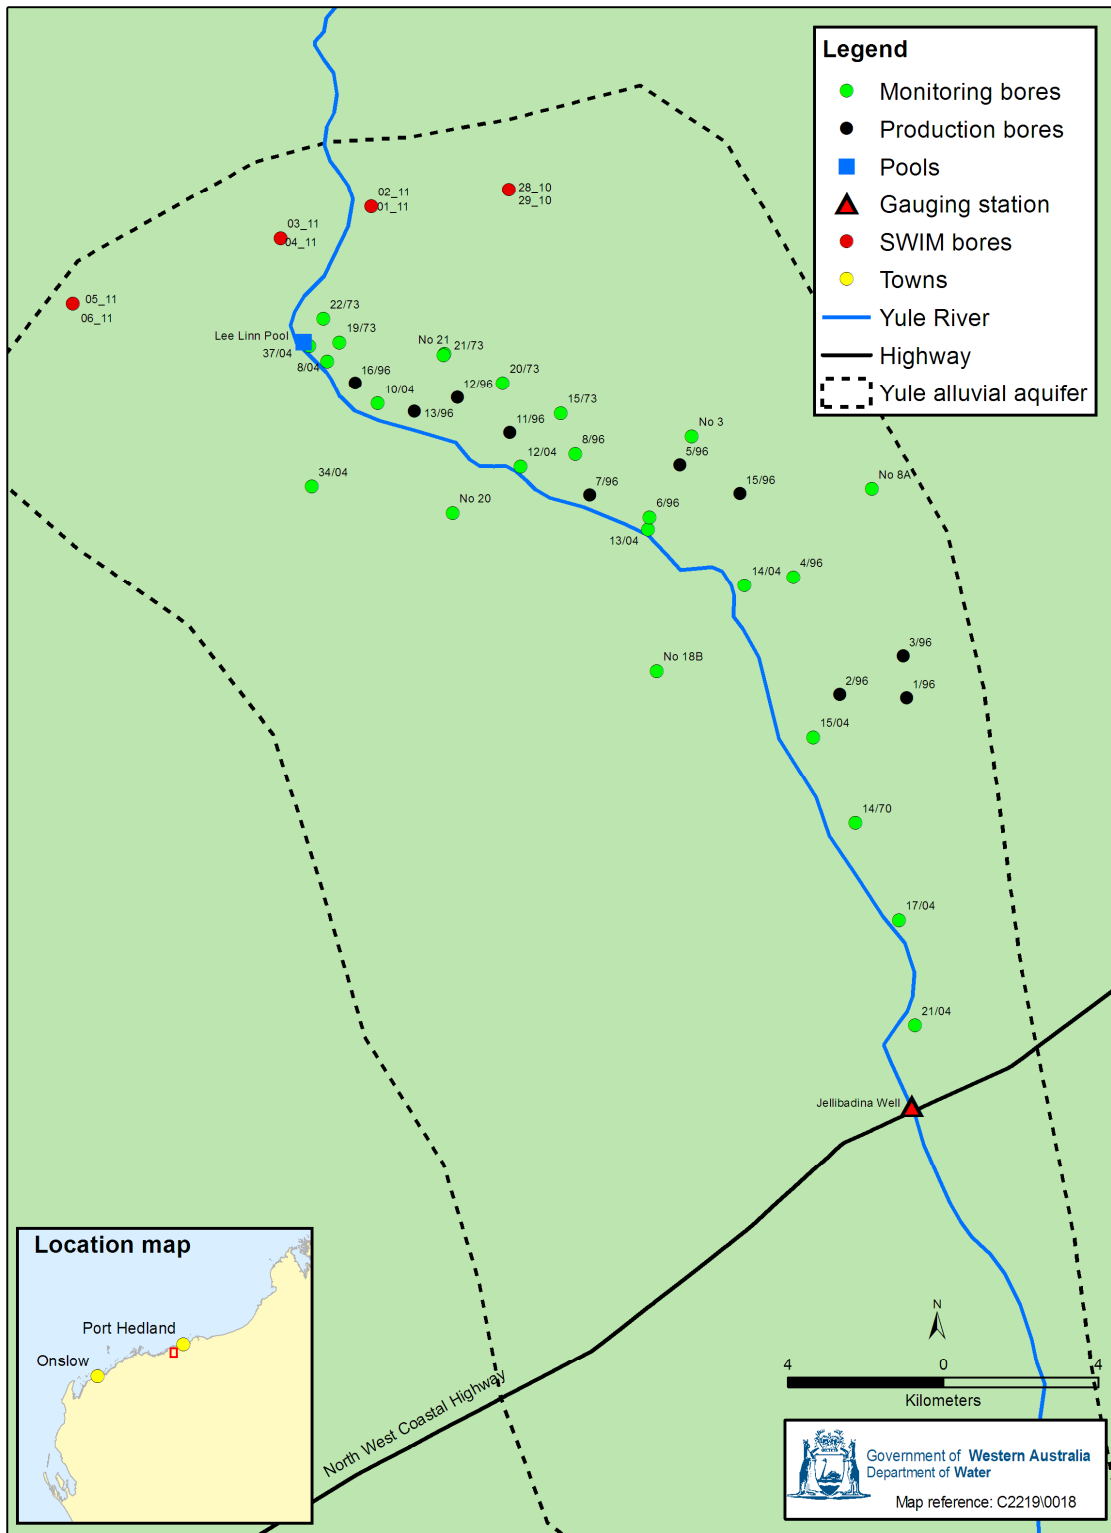 Legend
Monitoring bores
Production bores
Pools
Gauging station
SWIM bores
Towns
Yule River
Highway
Yule alluvial aquifer
28_10
29_10
02_11
01_11
03_11
04_11
05_11
06_11
22/73
Lee Linn Pool
19/73
37/04
No 21
21/73
8/04
16/96
20/73
12/96
10/04
13/96
15/73
11/96
No 3
8/96
12/04
5/96
34/04
No 20
7/96
15/96
No 8A
6/96
13/04
14/04
4/96
3/96
No 18B
2/96
1/96
15/04
14/70
17/04
21/04
Jellibadina Well
North West Coastal Highway
Location map
Port Hedland
Onslow
N
4 0 4
Kilometers
Government of Western Australia
Department of Water
Map reference: C2219\0018